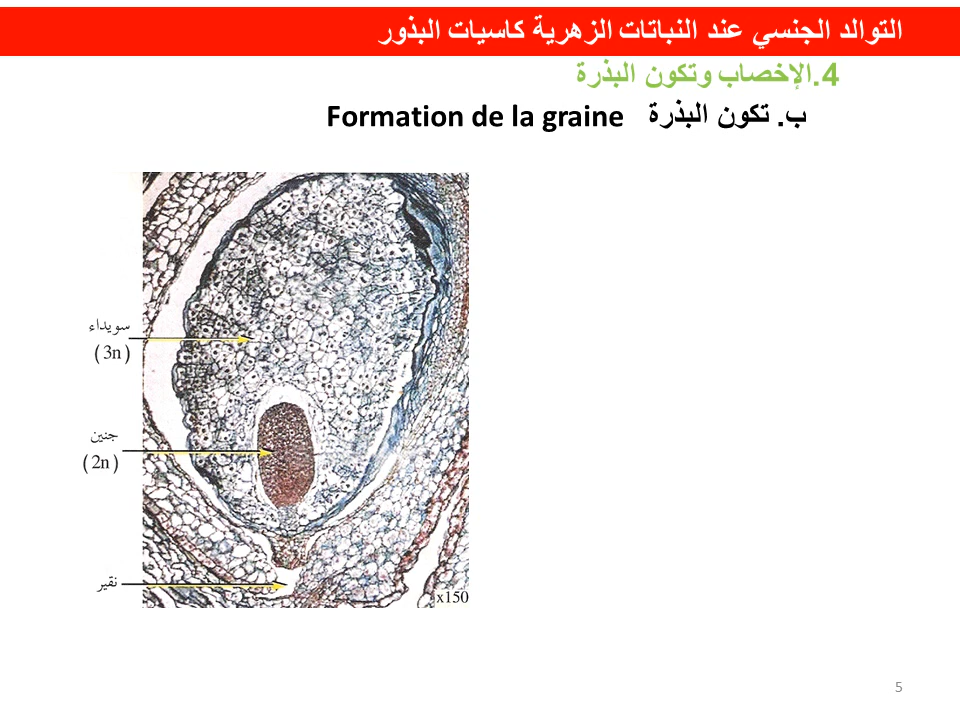 التوالد الجنسي عند النباتات الزهرية كاسيات البذور
4.الإخصاب وتكون البذرة
ب. تكون البذرة Formation de la graine
سويداء
(3n)
جنين
(2n)
نقير
x150
5